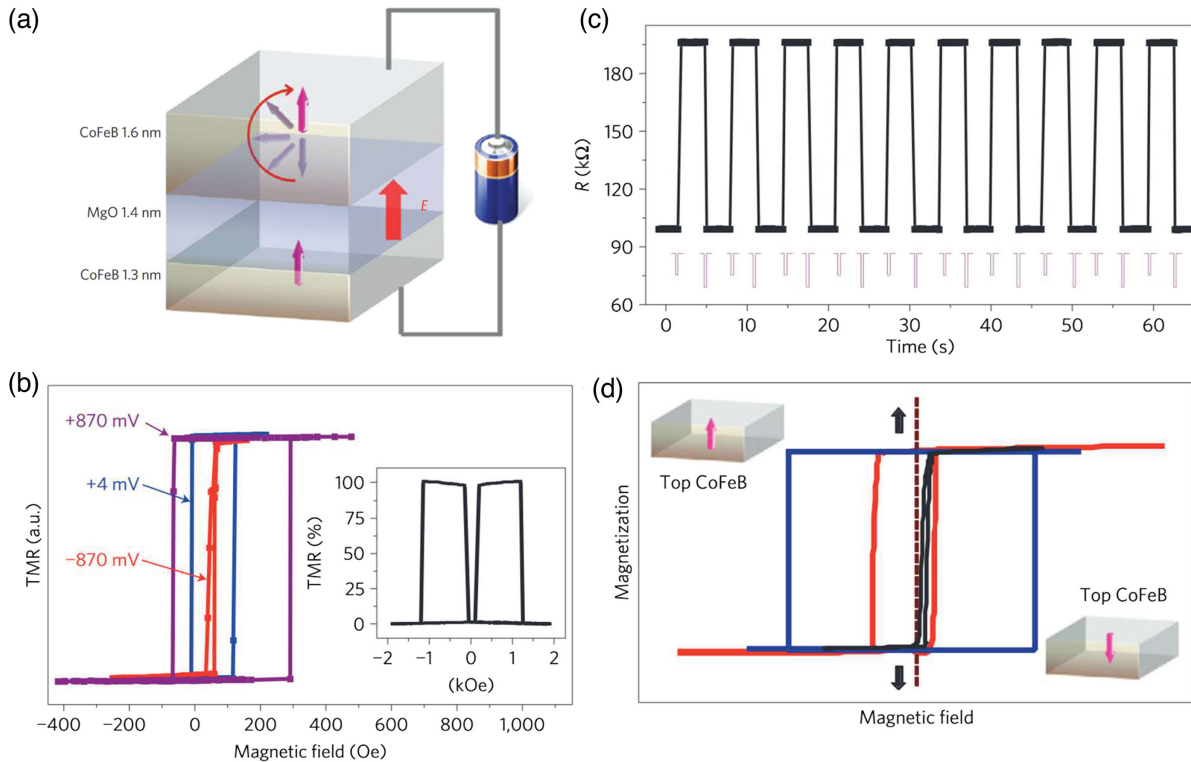 (a)
CoFeB 1.6 nm
MgO 1.4 nm
CoFeB 1.3 nm
E
(c)
R (kΩ)
180
150
120
90
60
0 10 20 30 40 50 60
Time (s)
(b)
+870 mV
+4 mV
−870 mV
TMR (a.u.)
−400 −200 0 200 400 600 800 1,000
Magnetic field (Oe)
TMR (%)
100
75
50
25
0
−2 −1 0 1 2
(kOe)
(d)
Top CoFeB
Top CoFeB
Magnetization
Magnetic field